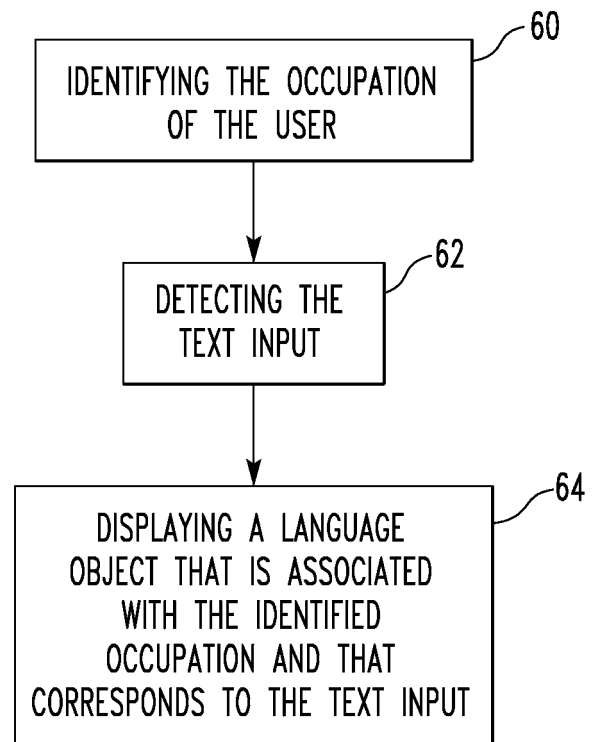 60
IDENTIFYING THE OCCUPATION
OF THE USER
62
DETECTING THE
TEXT INPUT
64
DISPLAYING A LANGUAGE
OBJECT THAT IS ASSOCIATED
WITH THE IDENTIFIED
OCCUPATION AND THAT
CORRESPONDS TO THE TEXT INPUT